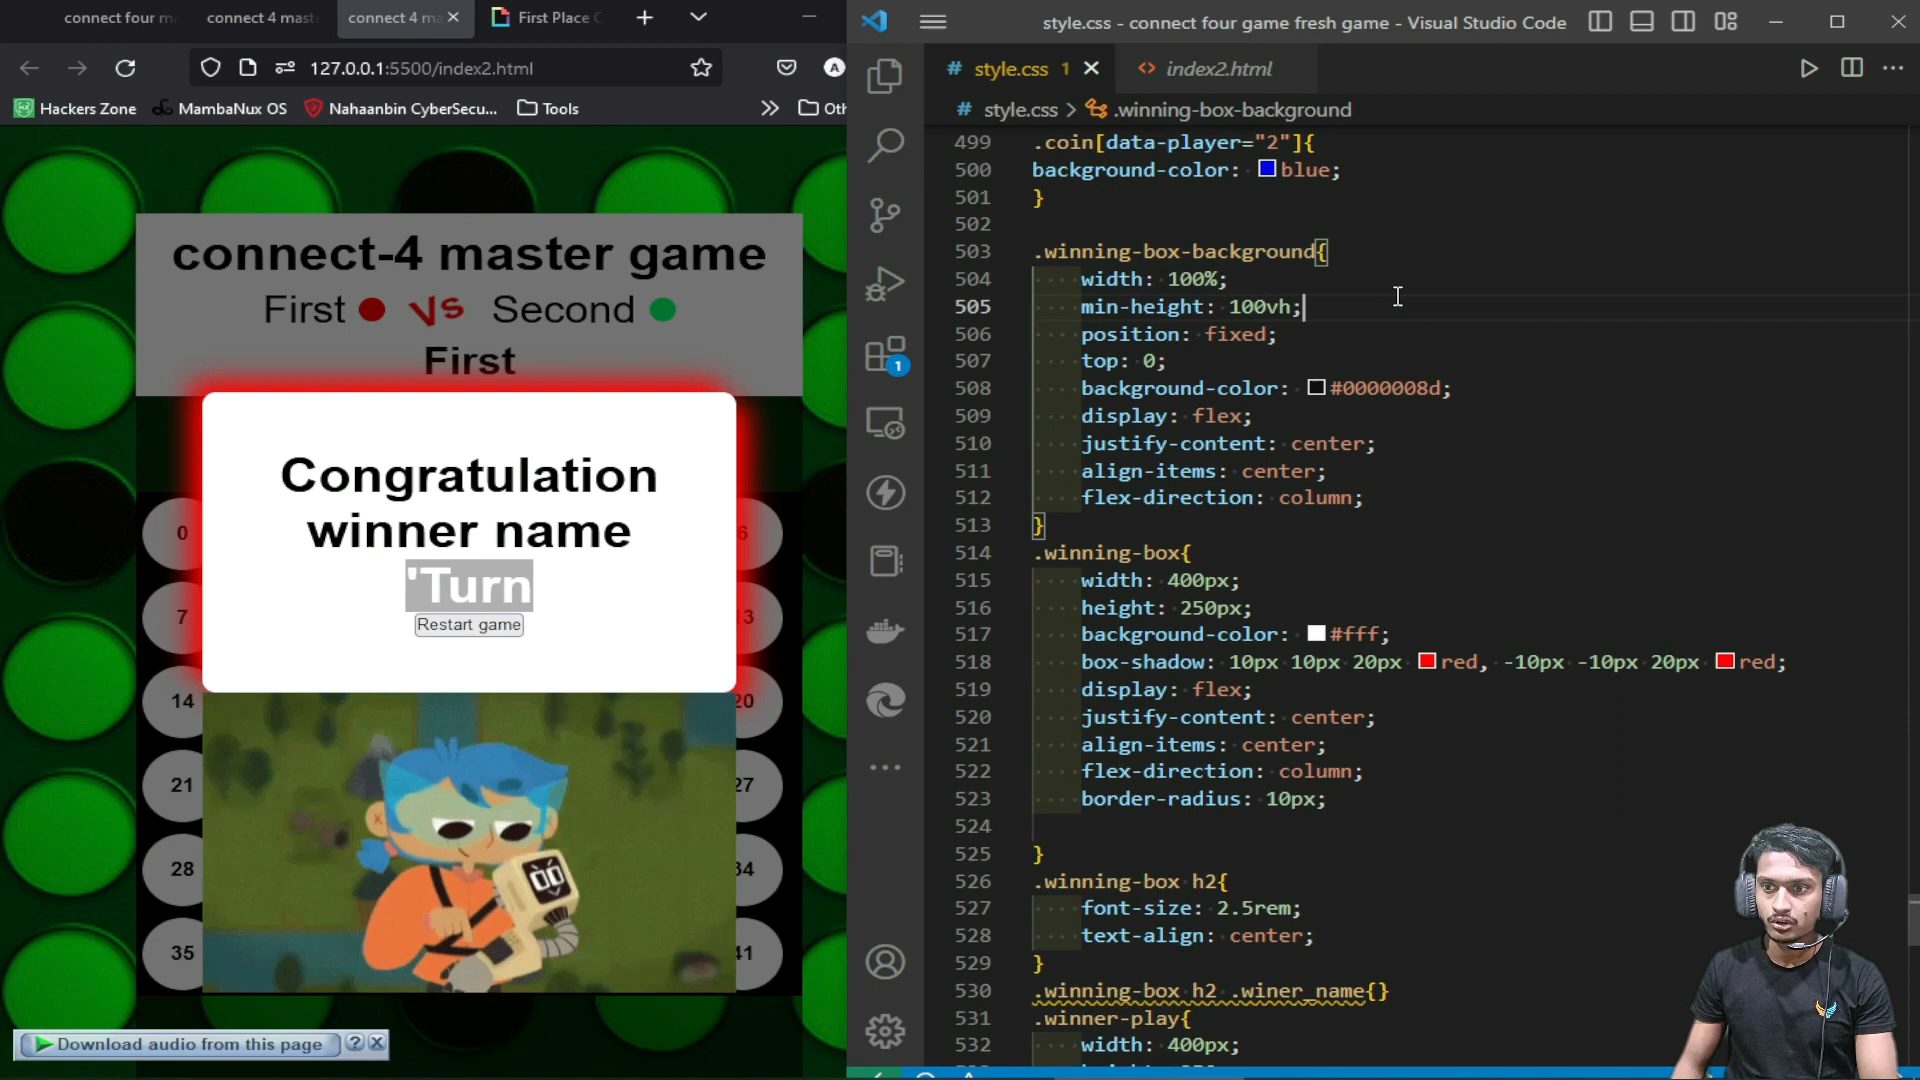 connect four m
connect 4 mast
connect 4 ma
First Place C
style.css - connect four game fresh game - Visual Studio Code
127.0.0.1:5500/index2.html
A
Hackers Zone
MambaNux OS
Nahaanbin CyberSecu...
Tools
Oth
# style.css 1
<> index2.html
# style.css > .winning-box-background
connect-4 master game
First VS Second
First
Congratulation
winner name
'Turn
Restart game
0
6
7
13
14
20
21
27
28
34
35
41
Download audio from this page
?
1
499 .coin[data-player="2"]{
500 background-color: blue;
501 }
502
503 .winning-box-background{
504 width: 100%;
505 min-height: 100vh;
506 position: fixed;
507 top: 0;
508 background-color: #0000008d;
509 display: flex;
510 justify-content: center;
511 align-items: center;
512 flex-direction: column;
513 }
514 .winning-box{
515 width: 400px;
516 height: 250px;
517 background-color: #fff;
518 box-shadow: 10px 10px 20px red, -10px -10px 20px red;
519 display: flex;
520 justify-content: center;
521 align-items: center;
522 flex-direction: column;
523 border-radius: 10px;
524
525 }
526 .winning-box h2{
527 font-size: 2.5rem;
528 text-align: center;
529 }
530 .winning-box h2 .winer_name{}
531 .winner-play{
532 width: 400px;